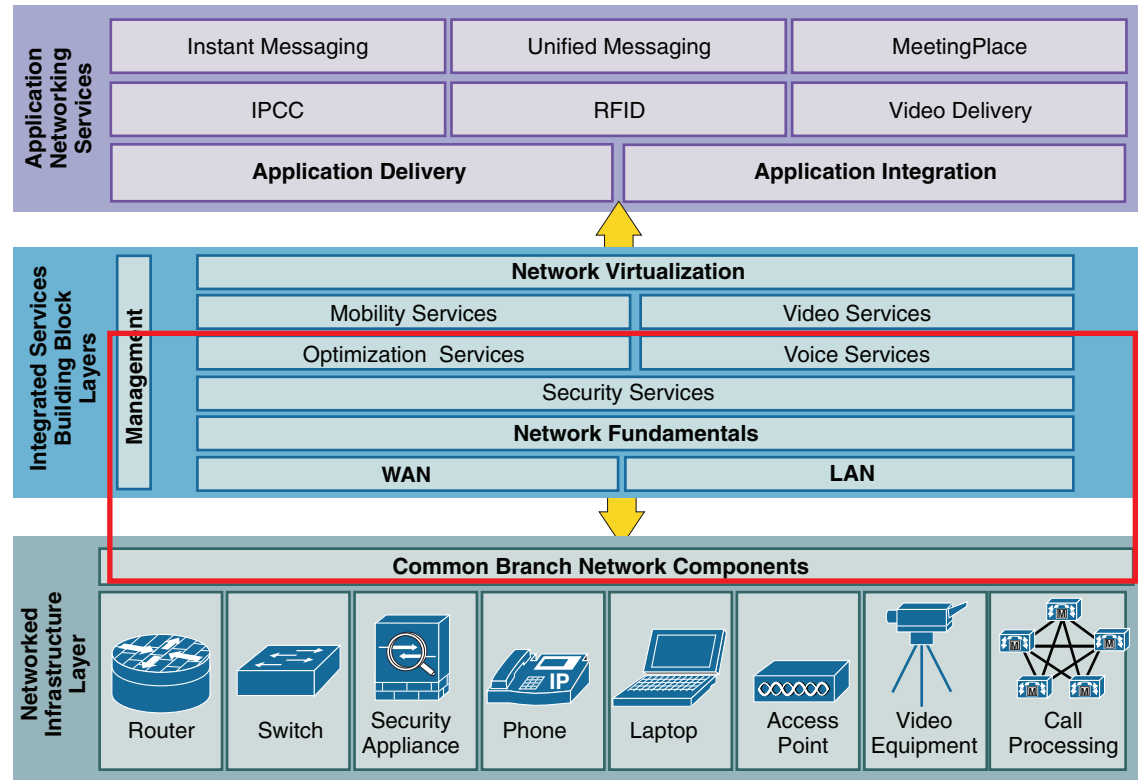 Application
Networking
Services
Instant Messaging
Unified Messaging
MeetingPlace
IPCC
RFID
Video Delivery
Application Delivery
Application Integration
Integrated Services
Building Block
Layers
Management
Network Virtualization
Mobility Services
Video Services
Optimization Services
Voice Services
Security Services
Network Fundamentals
WAN
LAN
Networked
Infrastructure
Layer
Common Branch Network Components
Router
Switch
Security
Appliance
IP
Phone
Laptop
Access
Point
Video
Equipment
M
M
M
M
M
Call
Processing